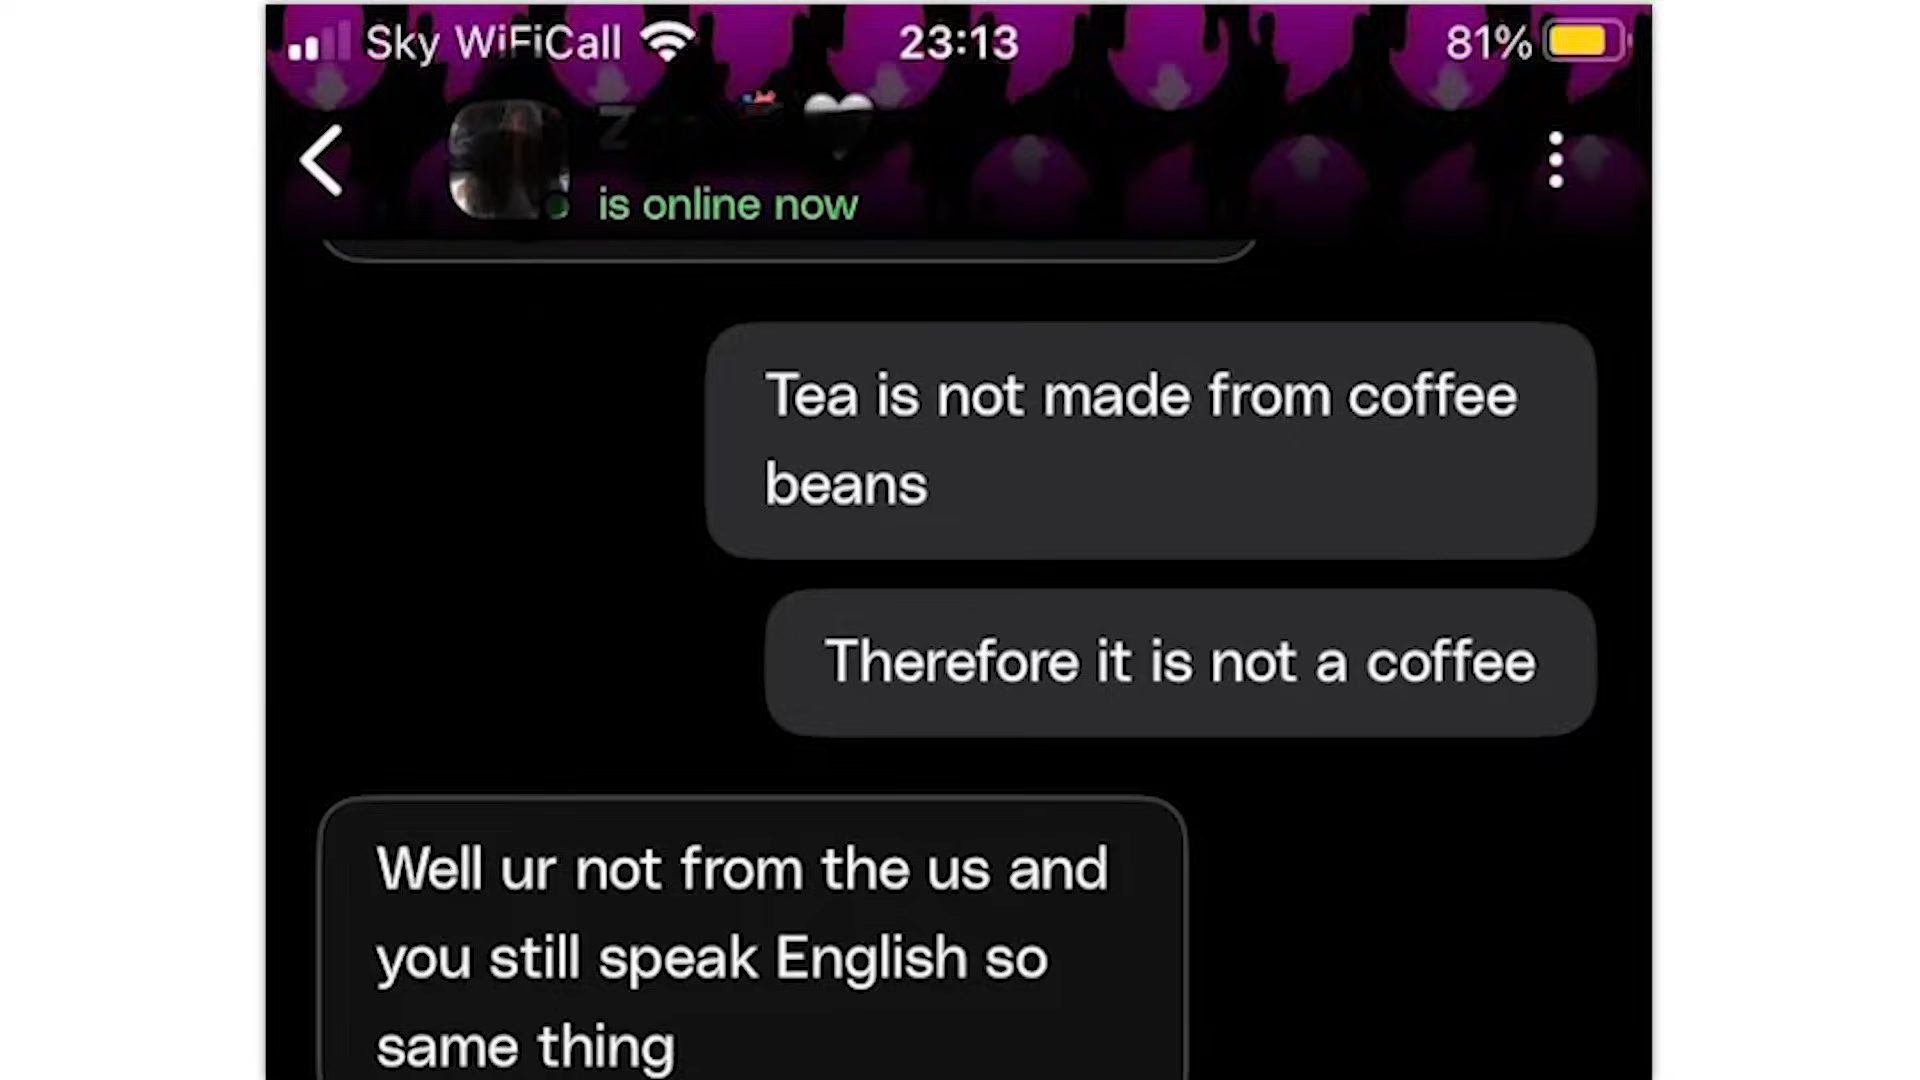 Sky WiFiCall 23:13 81%
Z
is online now
Tea is not made from coffee
beans
Therefore it is not a coffee
Well ur not from the us and
you still speak English so
same thing